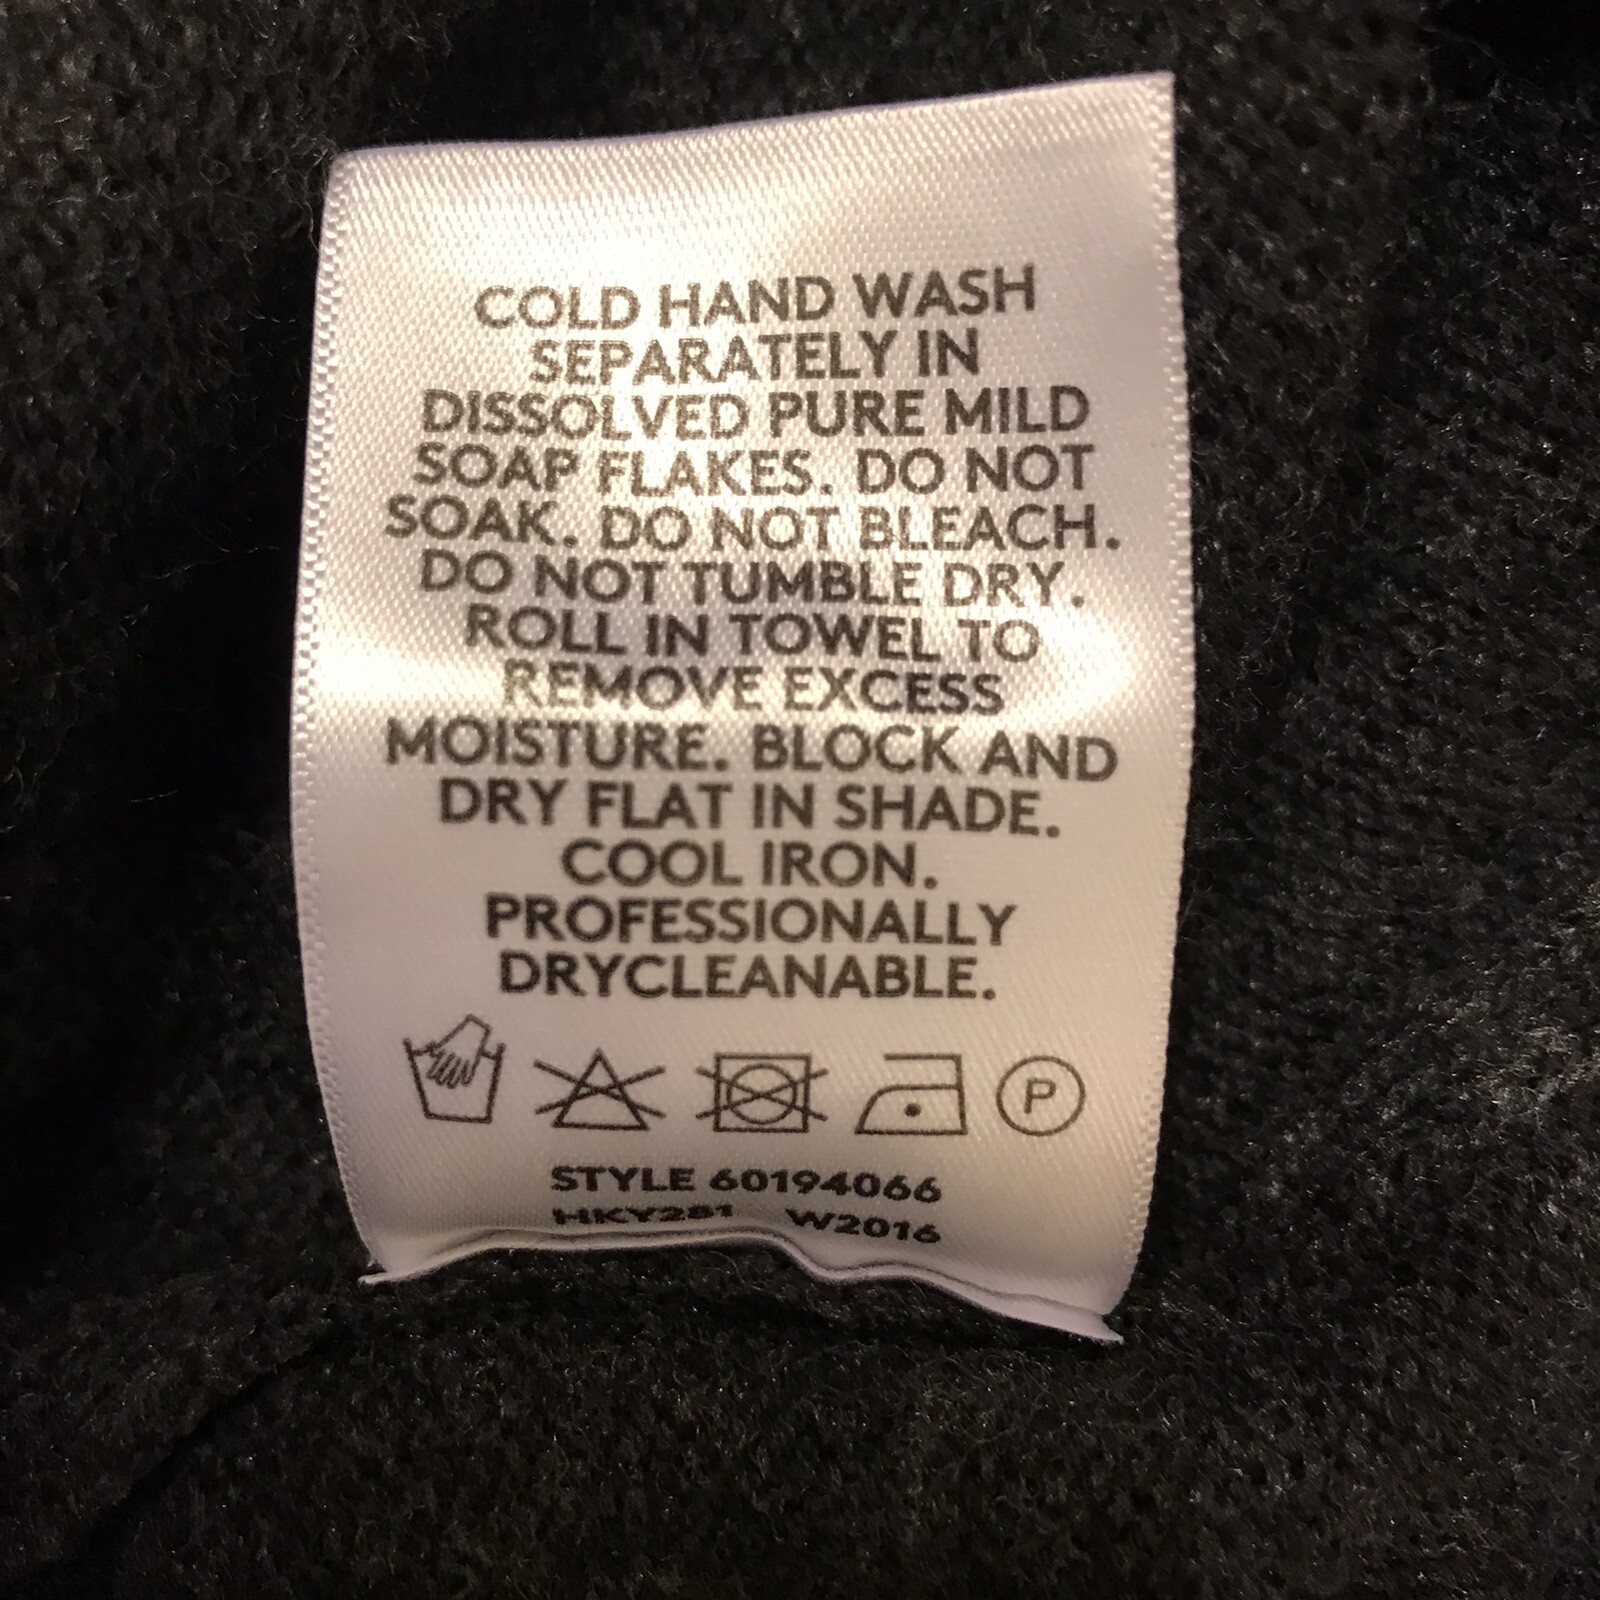 COLD HAND WASH
SEPARATELY IN
DISSOLVED PURE MILD
SOAP FLAKES. DO NOT
SOAK. DO NOT BLEACH.
DO NOT TUMBLE DRY.
ROLL IN TOWEL TO
REMOVE EXCESS
MOISTURE. BLOCK AND
DRY FLAT IN SHADE.
COOL IRON.
PROFESSIONALLY
DRYCLEANABLE.
P
STYLE 60194066
HKY281 W2016